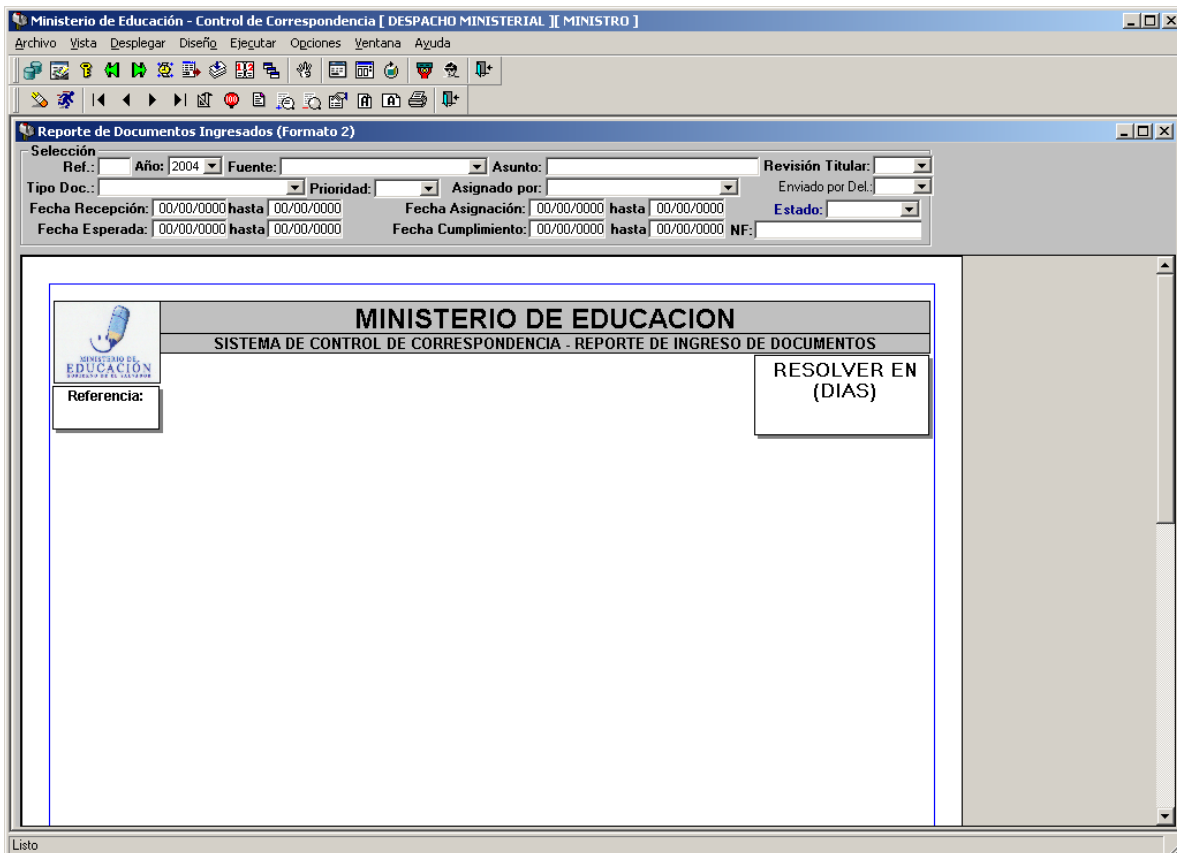 Ministerio de Educación - Control de Correspondencia [ DESPACHO MINISTERIAL ][ MINISTRO ]
Archivo Vista Desplegar Diseño Ejecutar Opciones Ventana Ayuda
Reporte de Documentos Ingresados (Formato 2)
Selección
Ref.: Año: 2004 Fuente: Asunto: Revisión Titular:
Tipo Doc.: Prioridad: Asignado por: Enviado por Del.:
Fecha Recepción: 00/00/0000 hasta 00/00/0000 Fecha Asignación: 00/00/0000 hasta 00/00/0000 Estado:
Fecha Esperada: 00/00/0000 hasta 00/00/0000 Fecha Cumplimiento: 00/00/0000 hasta 00/00/0000 NF:
MINISTERIO DE EDUCACION
SISTEMA DE CONTROL DE CORRESPONDENCIA - REPORTE DE INGRESO DE DOCUMENTOS
MINISTERIO DE
EDUCACIÓN
GOBIERNO DE EL SALVADOR
Referencia:
RESOLVER EN
(DIAS)
Listo